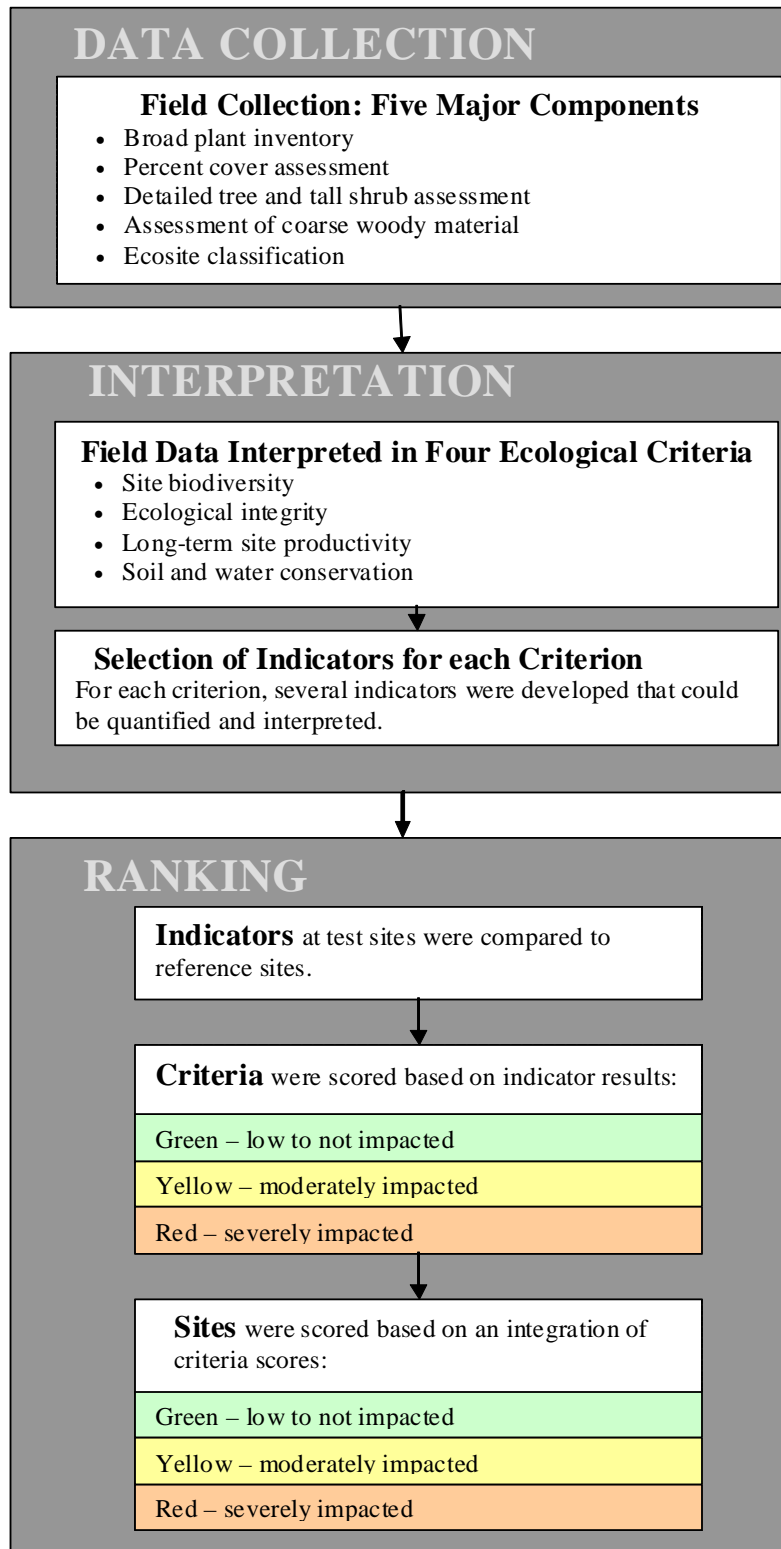 DATA COLLECTION
Field Collection: Five Major Components
• Broad plant inventory
• Percent cover assessment
• Detailed tree and tall shrub assessment
• Assessment of coarse woody material
• Ecosite classification
INTERPRETATION
Field Data Interpreted in Four Ecological Criteria
• Site biodiversity
• Ecological integrity
• Long-term site productivity
• Soil and water conservation
Selection of Indicators for each Criterion
For each criterion, several indicators were developed that could
be quantified and interpreted.
RANKING
Indicators at test sites were compared to
reference sites.
Criteria were scored based on indicator results:
Green – low to not impacted
Yellow – moderately impacted
Red – severely impacted
Sites were scored based on an integration of
criteria scores:
Green – low to not impacted
Yellow – moderately impacted
Red – severely impacted